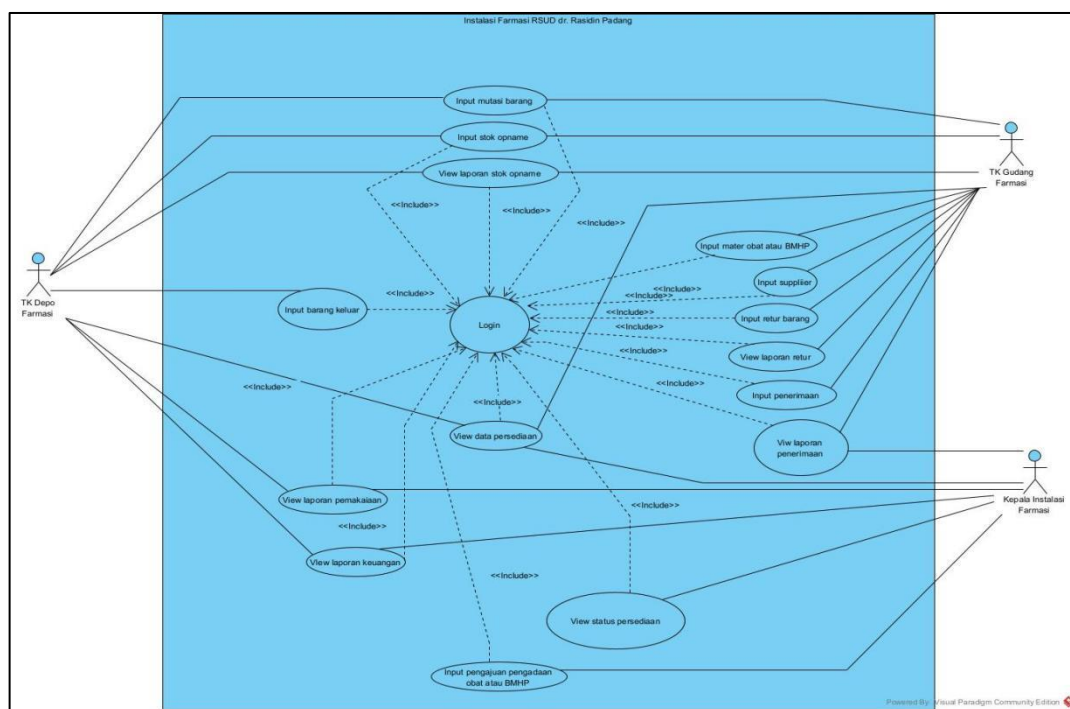 Instalasi Farmasi RSUD dr. Rasidin Padang
Input mutasi barang
Input stok opname
View laporan stok opname
TK Gudang
Farmasi
<<Include>>
<<Include>>
<<Include>>
Input mater obat atau BMHP
TK Depo
Farmasi
Input barang keluar
<<Include>>
Login
Input suppliier
<<Include>>
<<Include>>
Input retur barang
<<Include>>
<<Include>>
View laporan retur
<<Include>>
<<Include>>
Input penerimaan
<<Include>>
View data persediaan
Viw laporan
penerimaan
Kepala Instalasi
Farmasi
View laporan pemakaiaan
<<Include>>
<<Include>>
VIew laporan keuangan
<<Include>>
View status persediaan
Input pengajuan pengadaan
obat atau BMHP
Powered By Visual Paradigm Community Edition